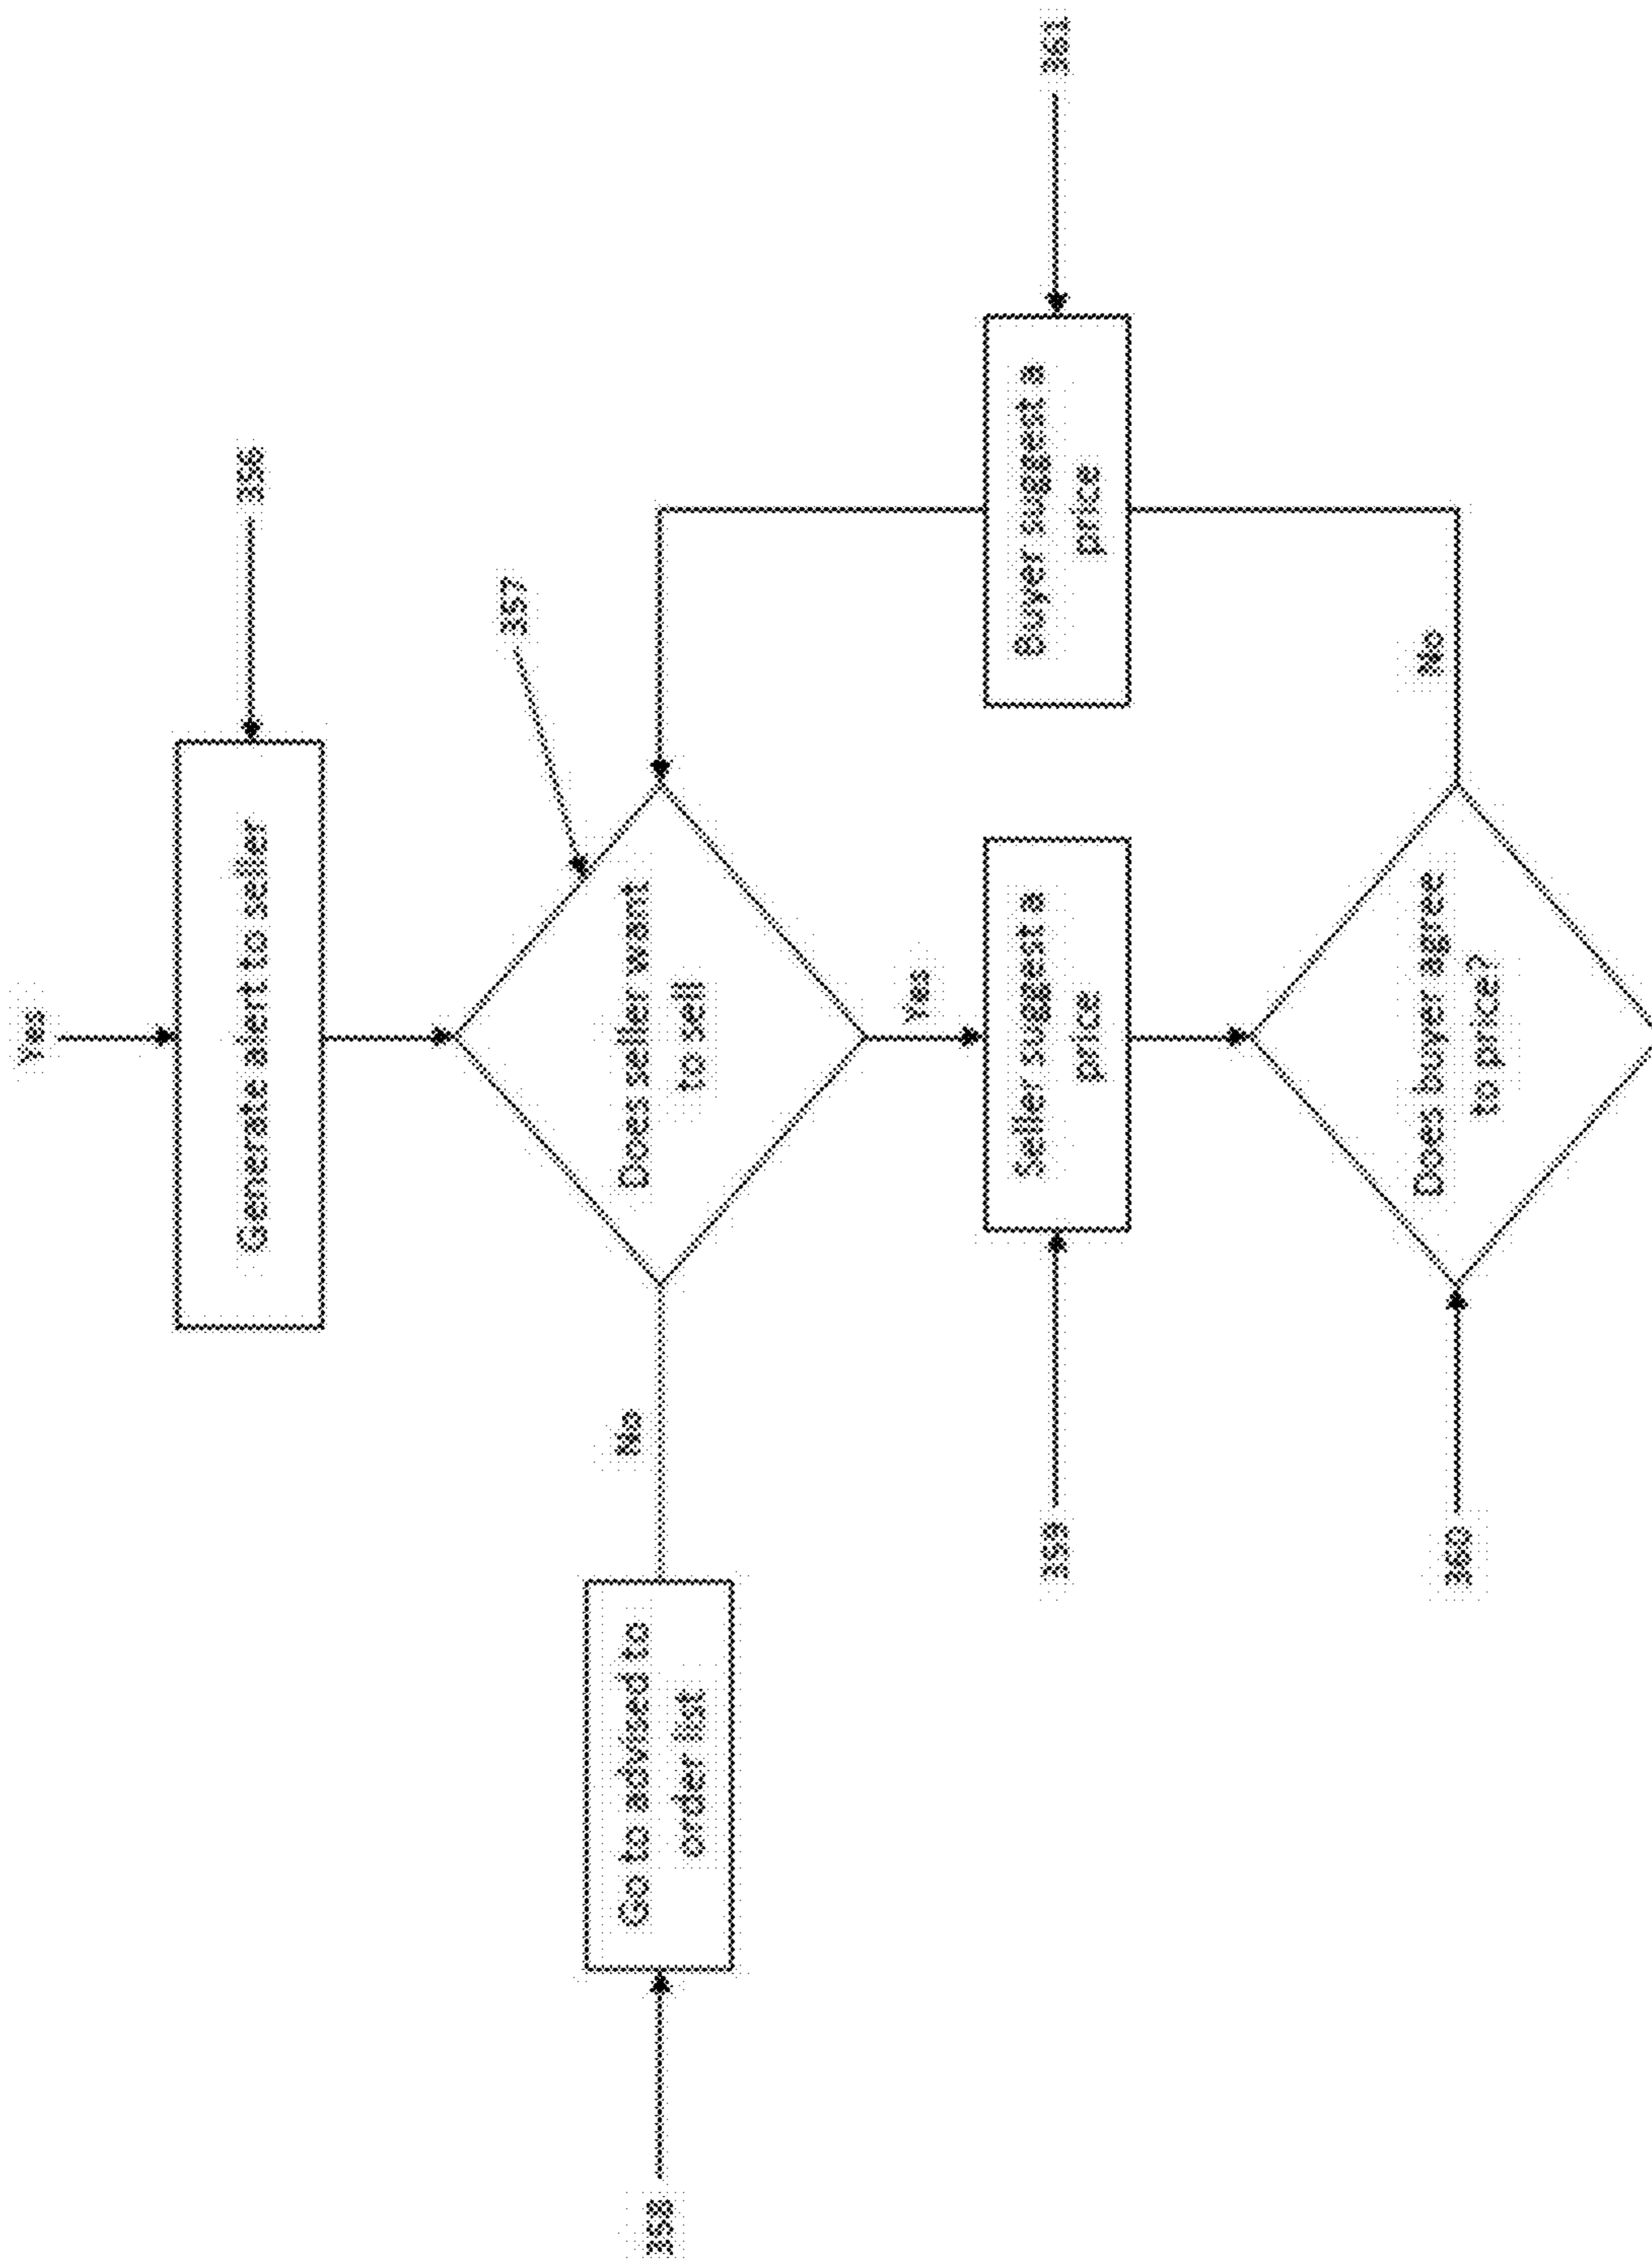 yes
Generate alert to seller
356
357
Does seller want
to sell
No
Go to advised to
order list
358
yes
Seller suggest a
price
359
Buyer suggest a
price
361
Does buyer agree
to price?
No
360